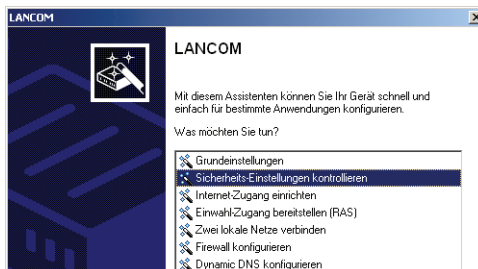 LANCOM
LANCOM
Mit diesem Assistenten können Sie Ihr Gerät schnell und
einfach für bestimmte Anwendungen konfigurieren.
Was möchten Sie tun?
Grundeinstellungen
Sicherheits-Einstellungen kontrollieren
Internet-Zugang einrichten
Einwahl-Zugang bereitstellen (RAS)
Zwei lokale Netze verbinden
Firewall konfigurieren
Dynamic DNS konfigurieren